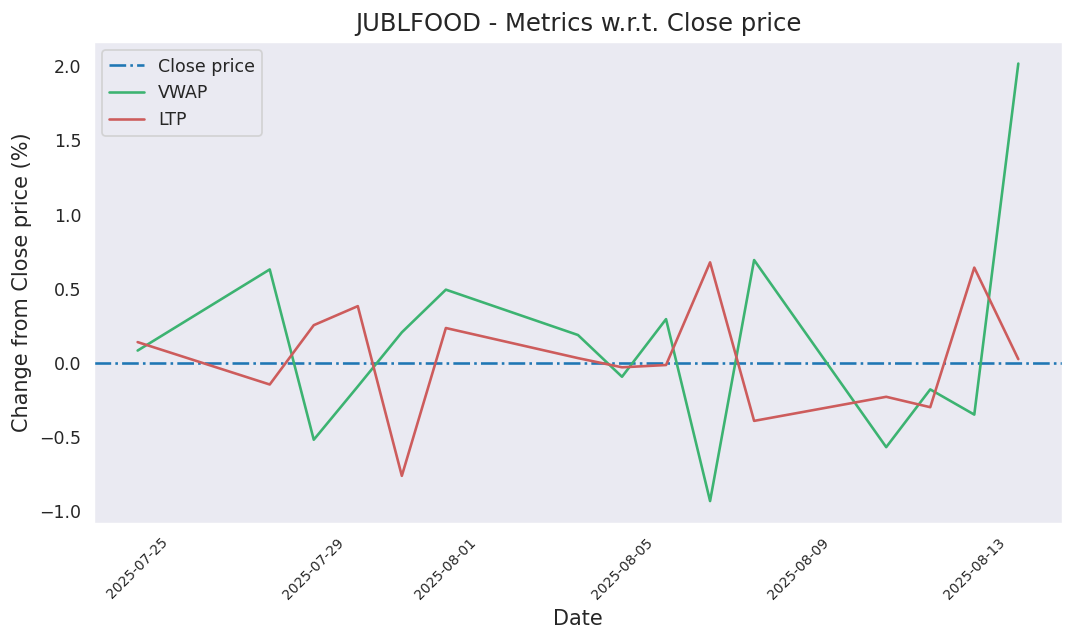 JUBLFOOD - Metrics w.r.t. Close price
Close price
VWAP
LTP
Change from Close price (%)
2.0
1.5
1.0
0.5
0.0
−0.5
−1.0
2025-07-25
2025-07-29
2025-08-01
2025-08-05
2025-08-09
2025-08-13
Date